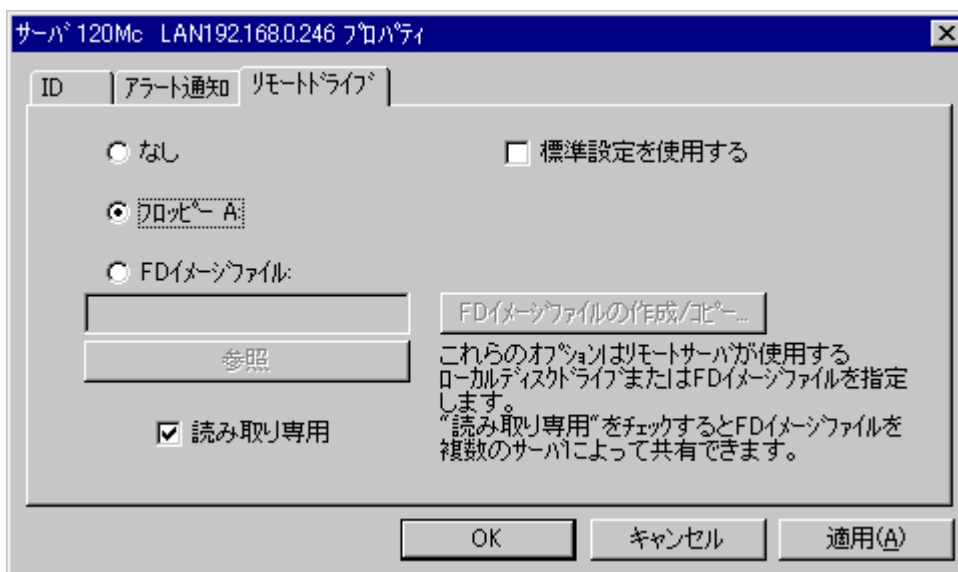 サーバ 120Mc LAN192.168.0.246 プロパティ
ID アラート通知 リモートドライブ
なし 標準設定を使用する
フロッピー A:
FDイメージファイル:
FDイメージファイルの作成/コピー...
参照
これらのオプションはリモートサーバが使用する
ローカルディスクドライブまたはFDイメージファイルを指定
します。
“読み取り専用“をチェックするとFDイメージファイルを
複数のサーバによって共有できます。
読み取り専用
OK キャンセル 適用(A)